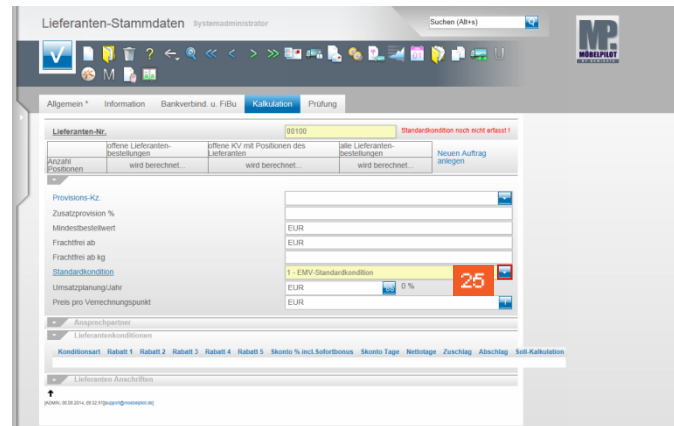 Lieferanten-Stammdaten Systemadministrator
Suchen (Alt+s)
MP
MÖBELPILOT
Allgemein * Information Bankverbind. u. FiBu Kalkulation Prüfung
Lieferanten-Nr. 00100 Standardkondition noch nicht erfasst !
offene Lieferanten-bestellungen offene KV mit Positionen des Lieferanten alle Lieferanten-bestellungen Neuen Auftrag anlegen
Anzahl Positionen wird berechnet... wird berechnet... wird berechnet...
Provisions-Kz.
Zusatzprovision %
Mindestbestellwert EUR
Frachtfrei ab EUR
Frachtfrei ab kg
Standardkondition 1 - EMV-Standardkondition 25
Umsatzplanung/Jahr EUR 0 %
Preis pro Verrechnungspunkt EUR
Ansprechpartner
Lieferantenkonditionen
Konditionsart Rabatt 1 Rabatt 2 Rabatt 3 Rabatt 4 Rabatt 5 Skonto % incl.Sofortbonus Skonto Tage Nettotage Zuschlag Abschlag Soll-Kalkulation
Lieferanten Anschriften